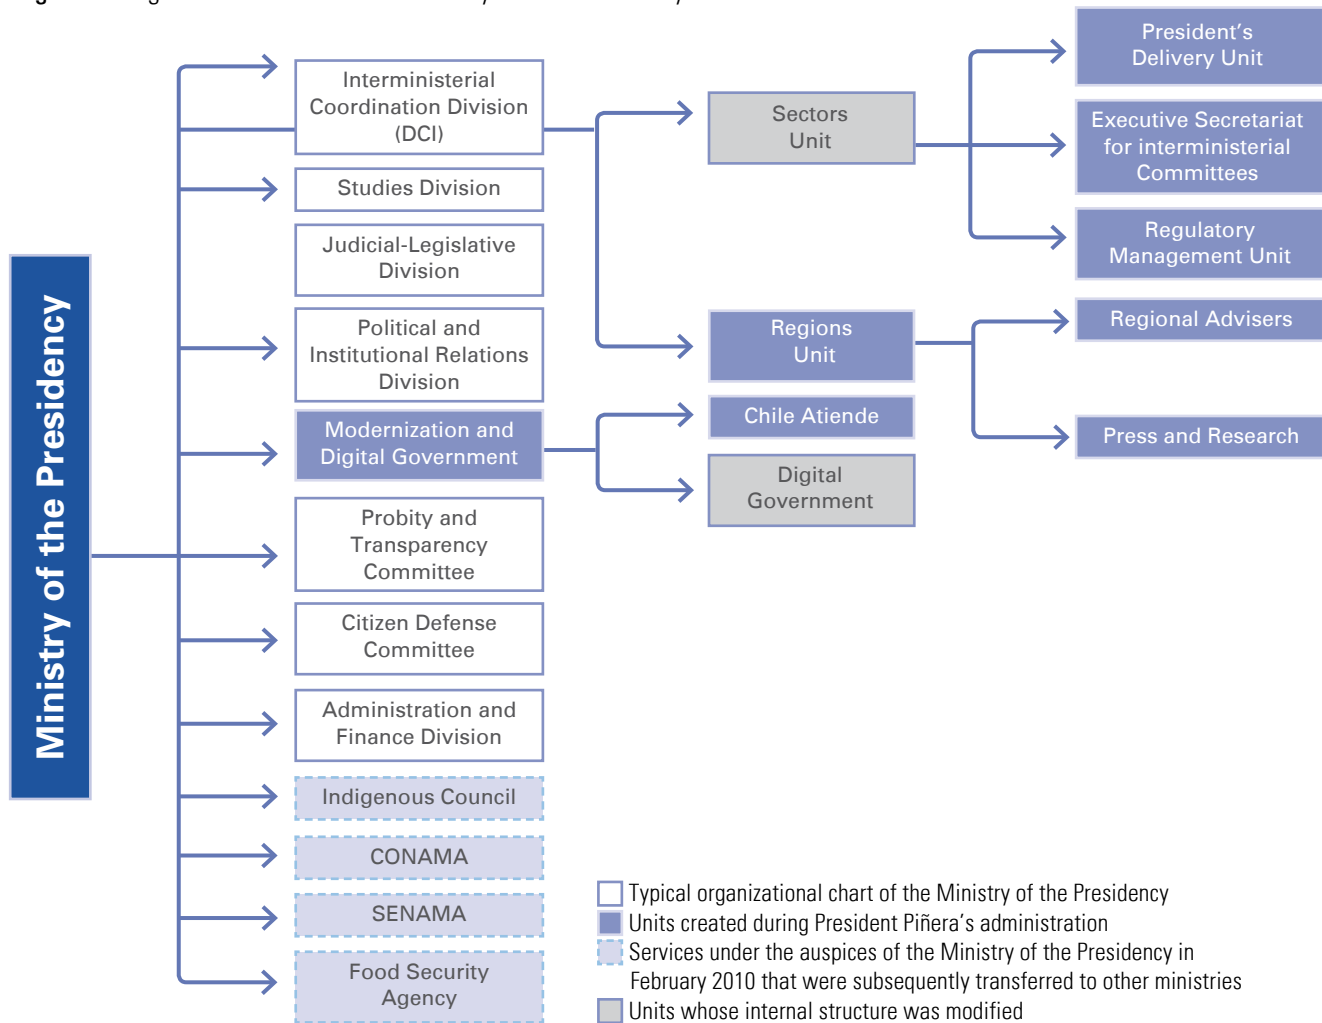 Ministry of the Presidency
Interministerial
Coordination Division
(DCI)
Studies Division
Judicial-Legislative
Division
Political and
Institutional Relations
Division
Modernization and
Digital Government
Probity and
Transparency
Committee
Citizen Defense
Committee
Administration and
Finance Division
Indigenous Council
CONAMA
SENAMA
Food Security
Agency
Sectors
Unit
Regions
Unit
Chile Atiende
Digital
Government
President's
Delivery Unit
Executive Secretariat
for interministerial
Committees
Regulatory
Management Unit
Regional Advisers
Press and Research
Typical organizational chart of the Ministry of the Presidency
Units created during President Piñera's administration
Services under the auspices of the Ministry of the Presidency in
February 2010 that were subsequently transferred to other ministries
Units whose internal structure was modified